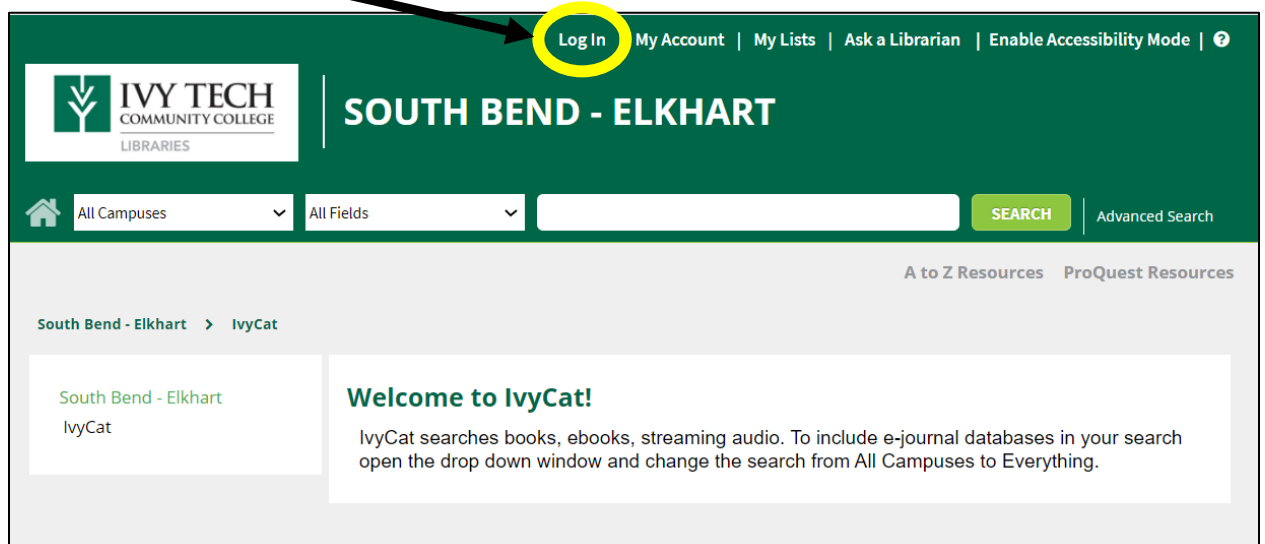 Log In My Account | My Lists | Ask a Librarian | Enable Accessibility Mode | ?
IVY TECH
COMMUNITY COLLEGE
LIBRARIES
SOUTH BEND - ELKHART
All Campuses All Fields SEARCH Advanced Search
A to Z Resources ProQuest Resources
South Bend - Elkhart > IvyCat
South Bend - Elkhart
IvyCat
Welcome to IvyCat!
IvyCat searches books, ebooks, streaming audio. To include e-journal databases in your search
open the drop down window and change the search from All Campuses to Everything.